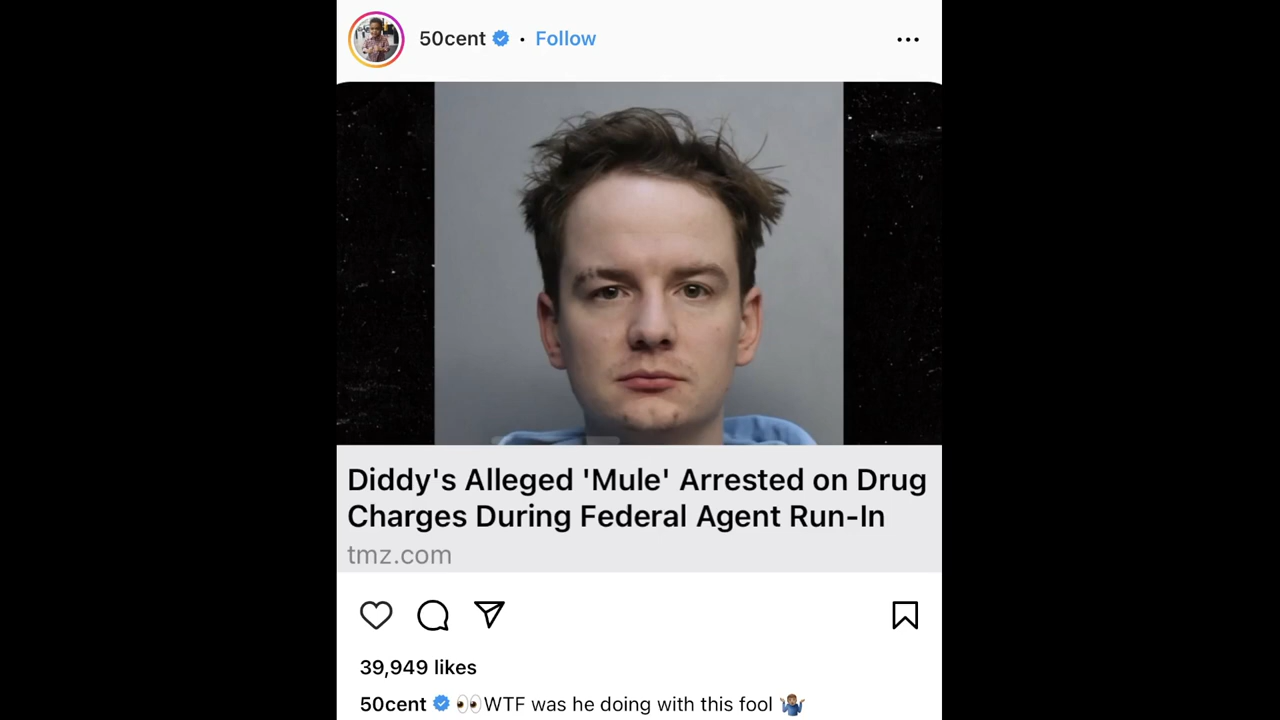 50cent • Follow
Diddy's Alleged 'Mule' Arrested on Drug
Charges During Federal Agent Run-In
tmz.com
39,949 likes
50cent 👀WTF was he doing with this fool 🤷🏽‍♂️